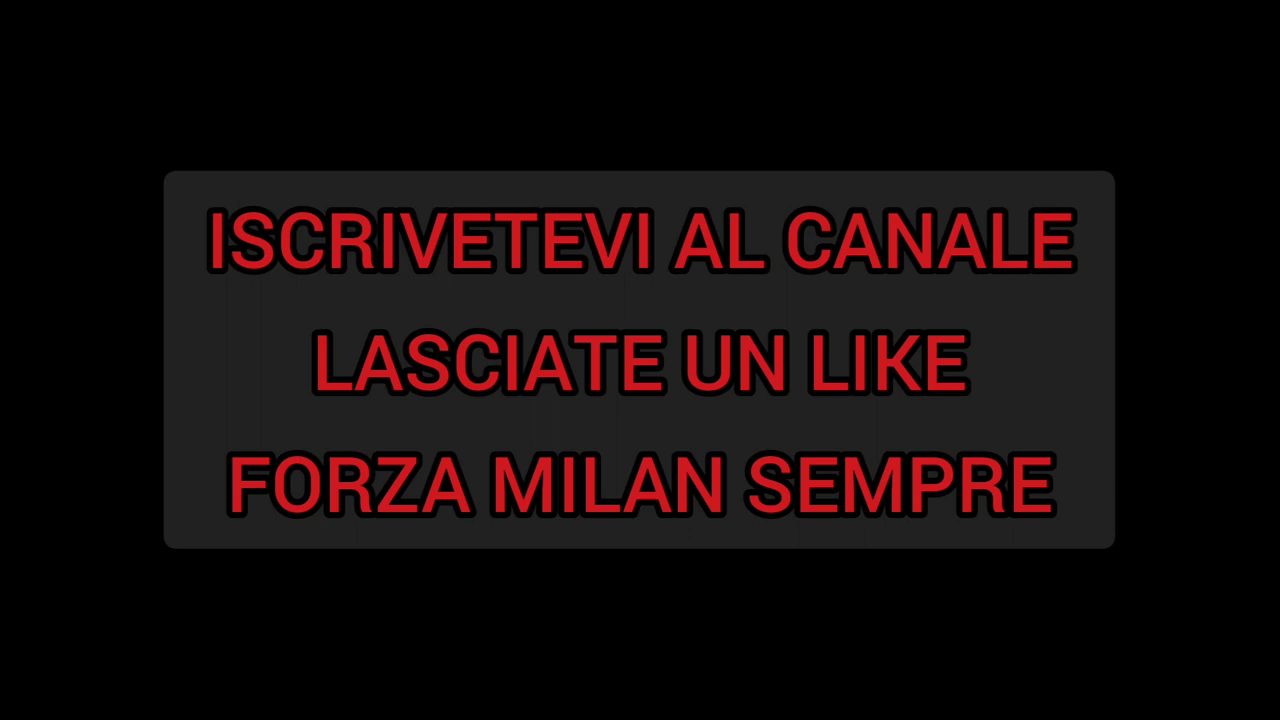 ISCRIVETEVI AL CANALE
LASCIATE UN LIKE
FORZA MILAN SEMPRE